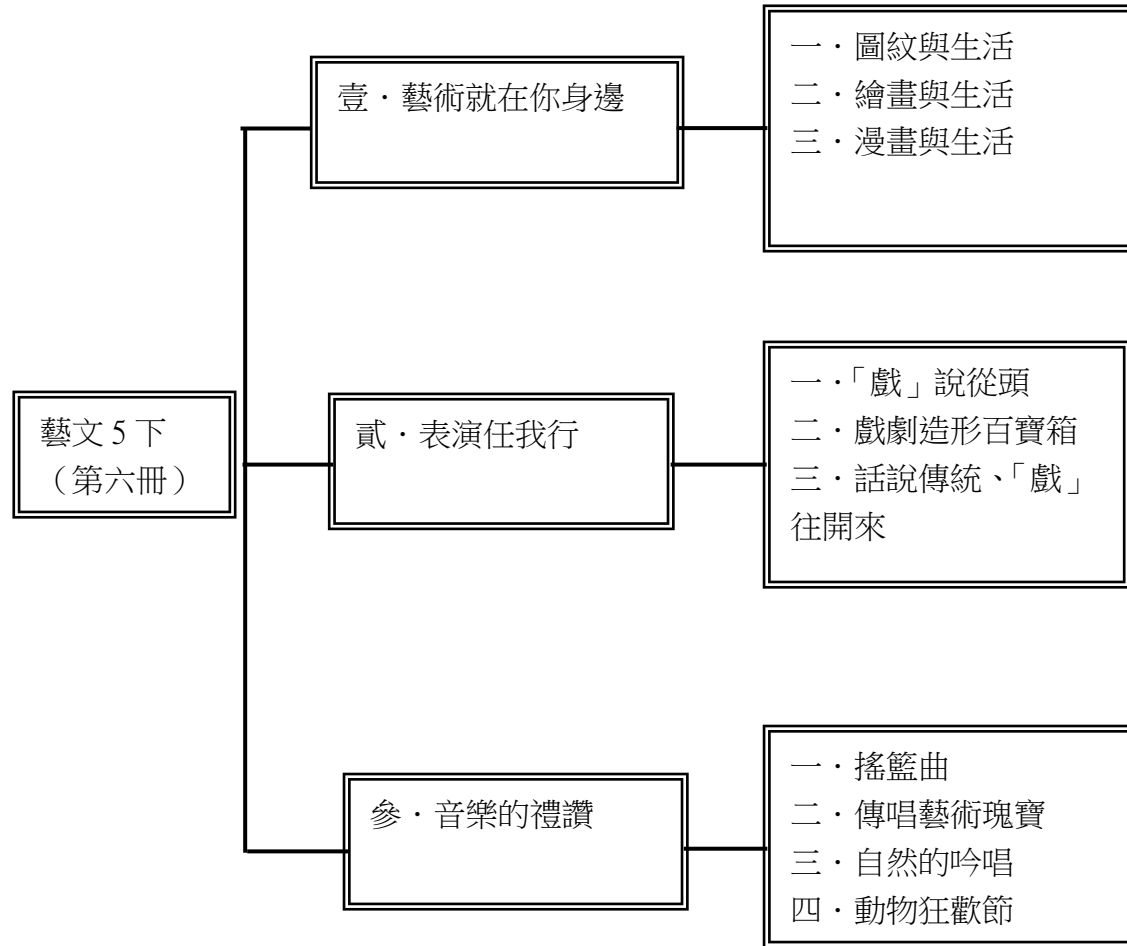 藝文 5 下
（第六冊）
壹．藝術就在你身邊
一．圖紋與生活
二．繪畫與生活
三．漫畫與生活
貳．表演任我行
一．「戲」說從頭
二．戲劇造形百寶箱
三．話說傳統、「戲」
往開來
參．音樂的禮讚
一．搖籃曲
二．傳唱藝術瑰寶
三．自然的吟唱
四．動物狂歡節